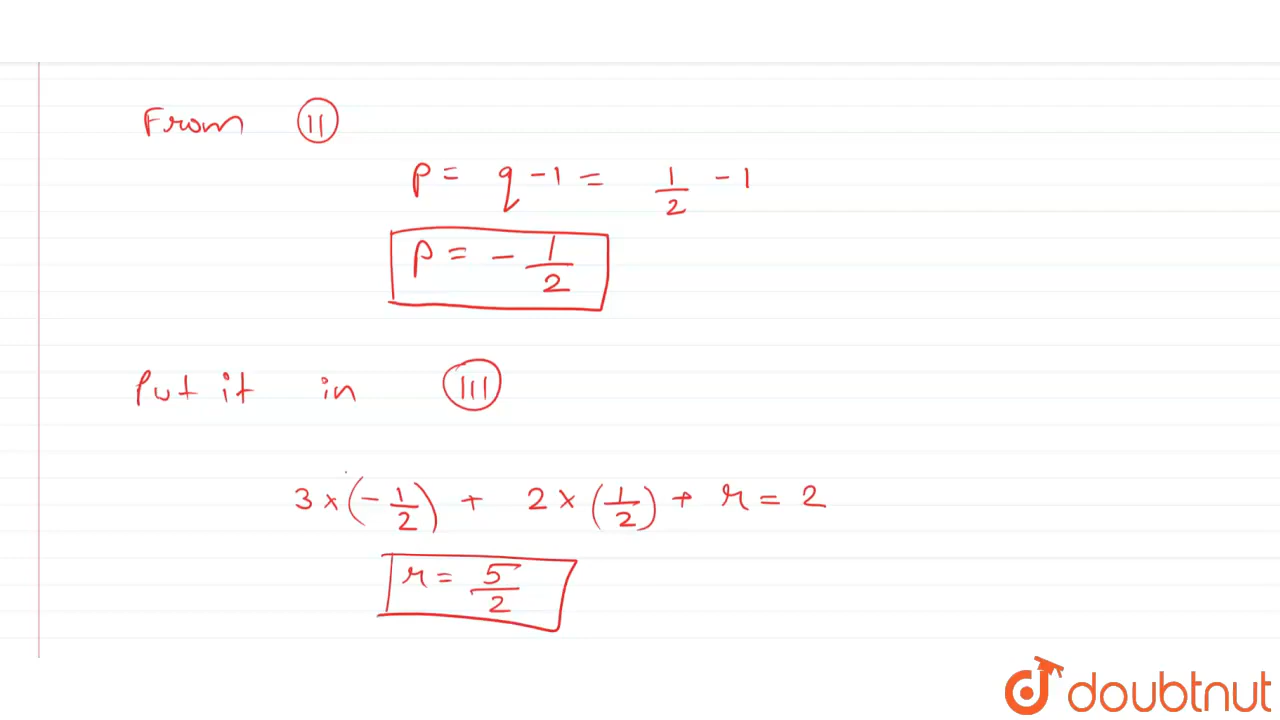 From (II)
p = q - 1 = 1/2 - 1
p = - 1/2
Put it in (III)
3 × (- 1/2) + 2 × (1/2) + r = 2
r = 5/2
doubtnut